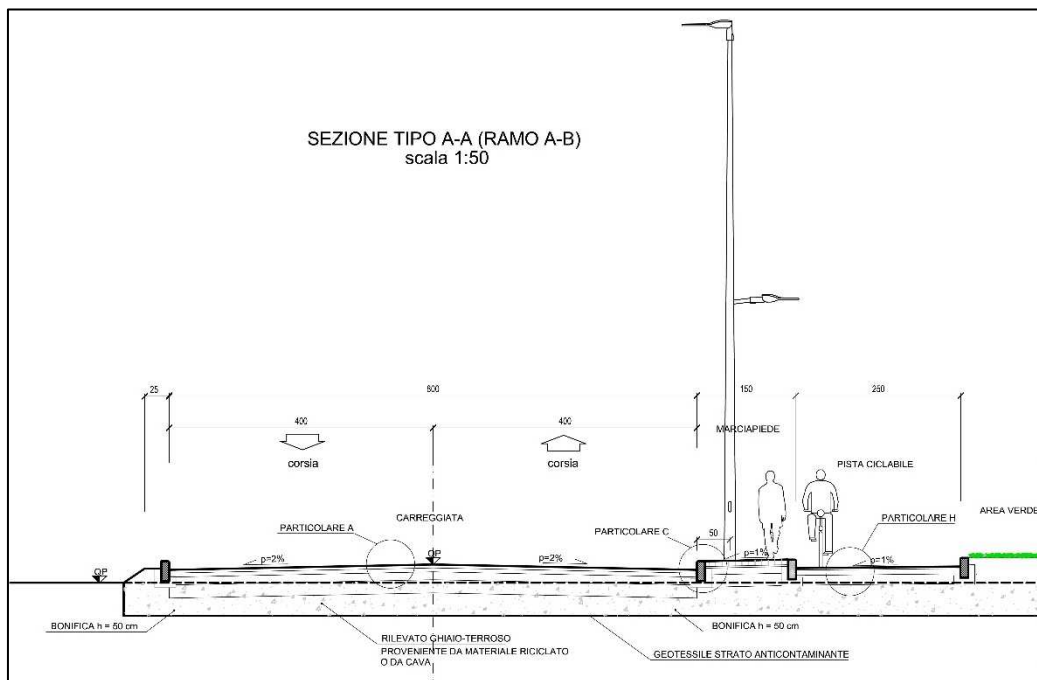 SEZIONE TIPO A-A (RAMO A-B)
scala 1:50
25
800
150
250
400
400
MARCIAPIEDE
corsia
corsia
PISTA CICLABILE
PARTICOLARE A
CARREGGIATA
PARTICOLARE C
50
PARTICOLARE H
AREA VERDE
QP
p=2%
p=2%
p=1%
p=1%
QP
BONIFICA h = 50 cm
BONIFICA h = 50 cm
RILEVATO GHIAIO-TERROSO
PROVENIENTE DA MATERIALE RICICLATO
O DA CAVA
GEOTESSILE STRATO ANTICONTAMINANTE